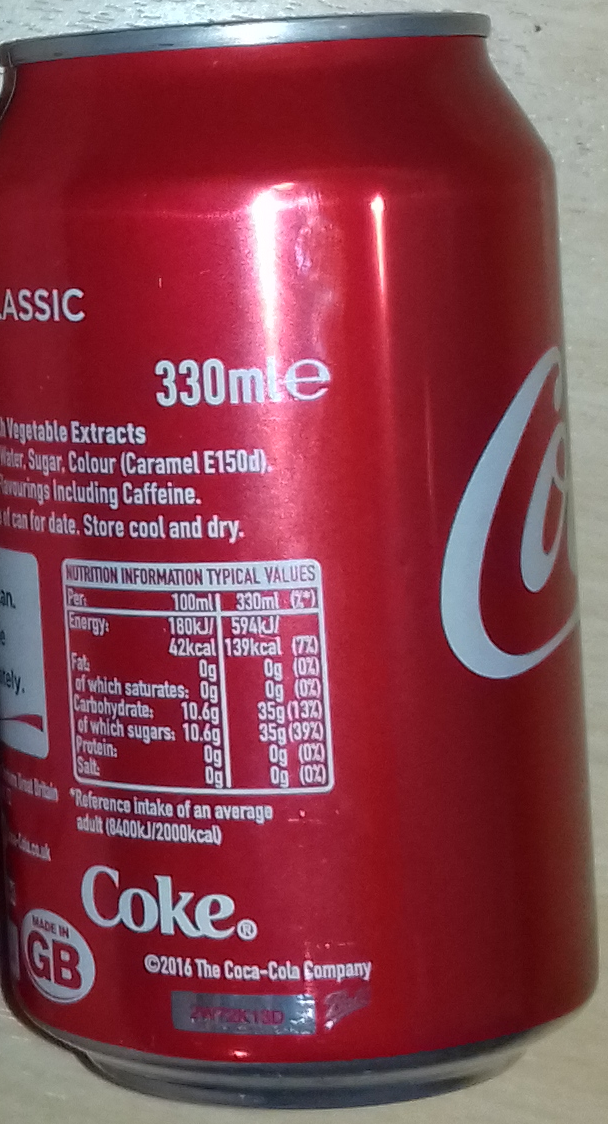 ASSIC
330ml e
Vegetable Extracts
Water, Sugar, Colour (Caramel E150d).
Flavourings Including Caffeine.
of can for date. Store cool and dry.
an.
e
tely.
NUTRITION INFORMATION TYPICAL VALUES
Per: 100ml 330ml (%*)
Energy: 180kJ/ 594kJ/
42kcal 139kcal (7%)
Fat: 0g 0g (0%)
of which saturates: 0g 0g (0%)
Carbohydrate: 10.6g 35g (13%)
of which sugars: 10.6g 35g (39%)
Protein: 0g 0g (0%)
Salt: 0g 0g (0%)
*Reference intake of an average
adult (8400kJ/2000kcal)
Great Britain
Coke®
MADE IN
GB
©2016 The Coca-Cola Company
Co